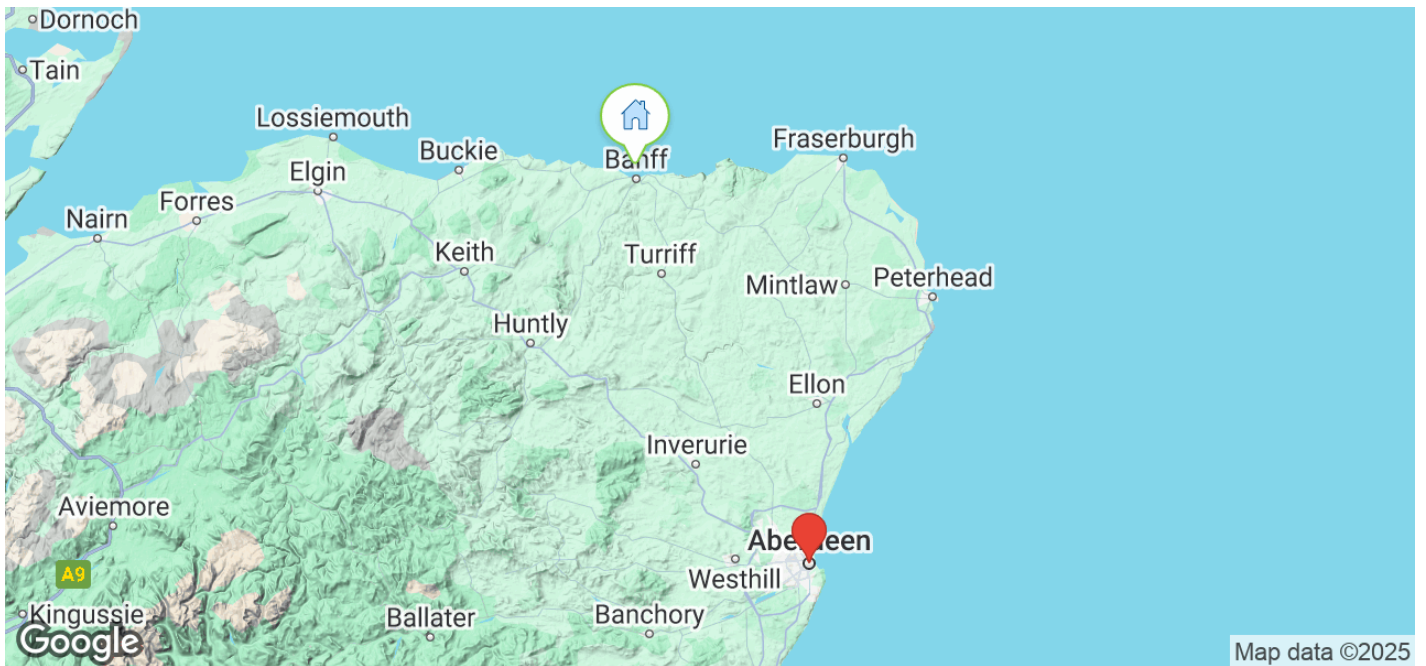 Dornoch
Tain
Lossiemouth
Buckie
Banff
Fraserburgh
Elgin
Forres
Nairn
Keith
Turriff
Mintlaw
Peterhead
Huntly
Ellon
Inverurie
Aviemore
Aberdeen
A9
Westhill
Kingussie
Ballater
Banchory
Google
Map data ©2025